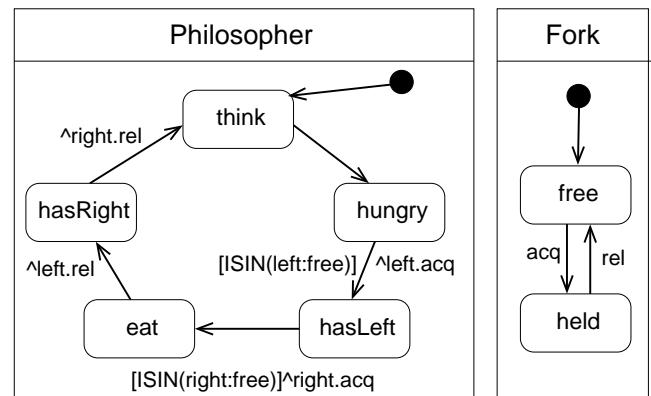 Philosopher
think
^right.rel
hasRight
hungry
[ISIN(left:free)] ^left.acq
^left.rel
eat
hasLeft
[ISIN(right:free)]^right.acq
Fork
free
acq
rel
held